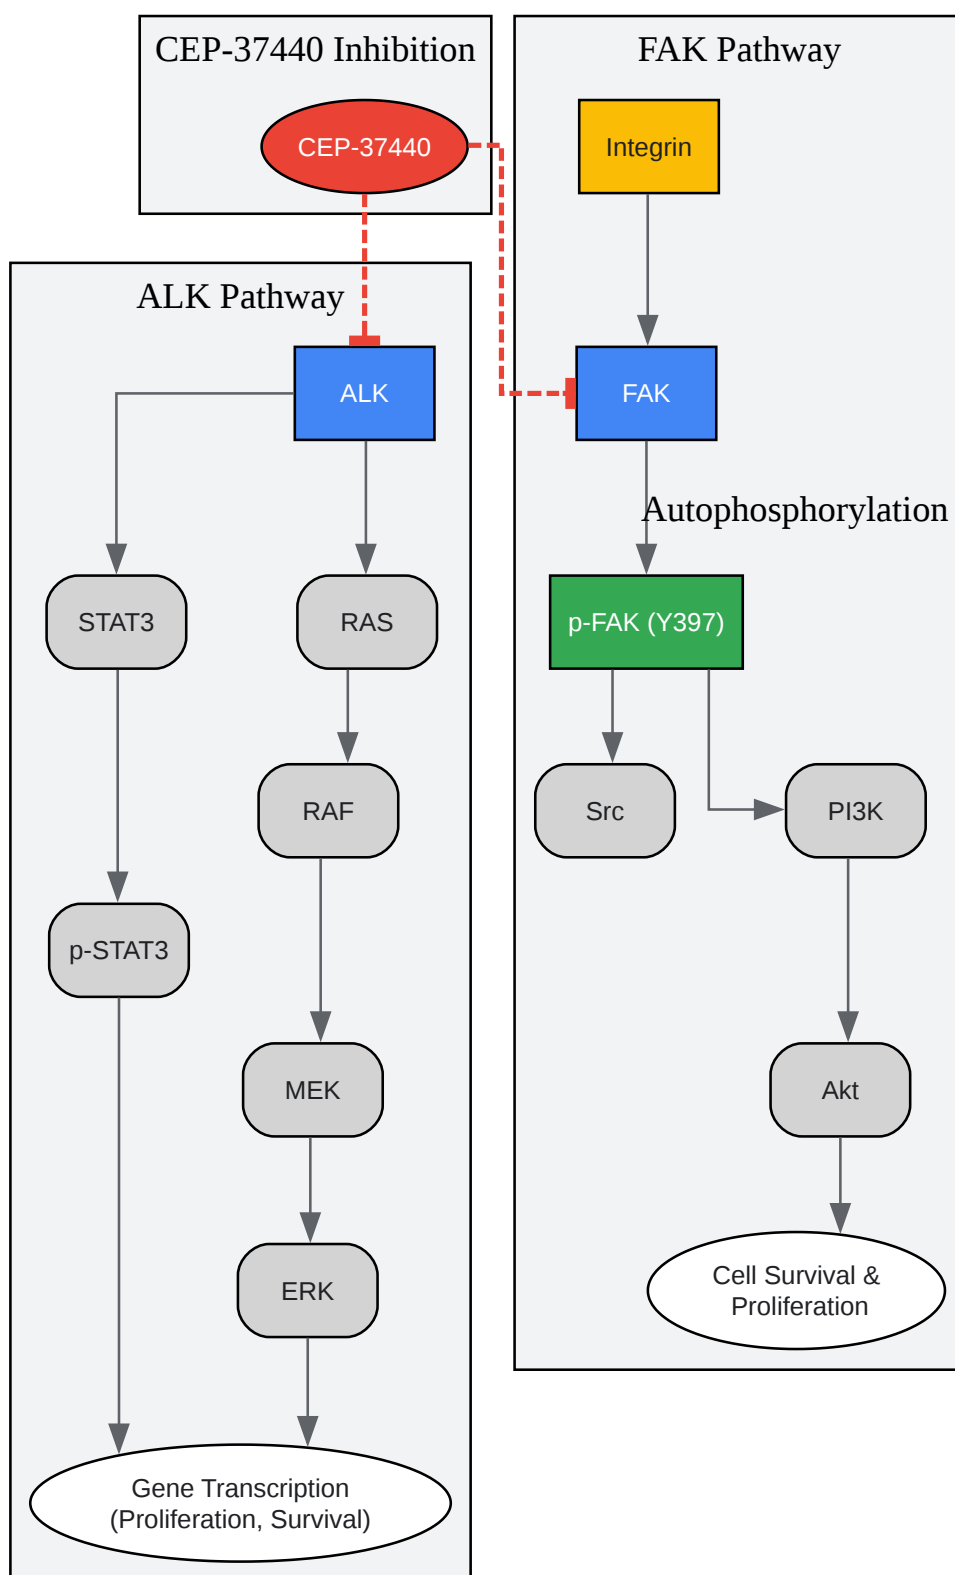 CEP-37440 Inhibition
CEP-37440
FAK Pathway
Integrin
FAK
Autophosphorylation
p-FAK (Y397)
Src
PI3K
Akt
Cell Survival &
Proliferation
ALK Pathway
ALK
STAT3
RAS
RAF
p-STAT3
MEK
ERK
Gene Transcription
(Proliferation, Survival)